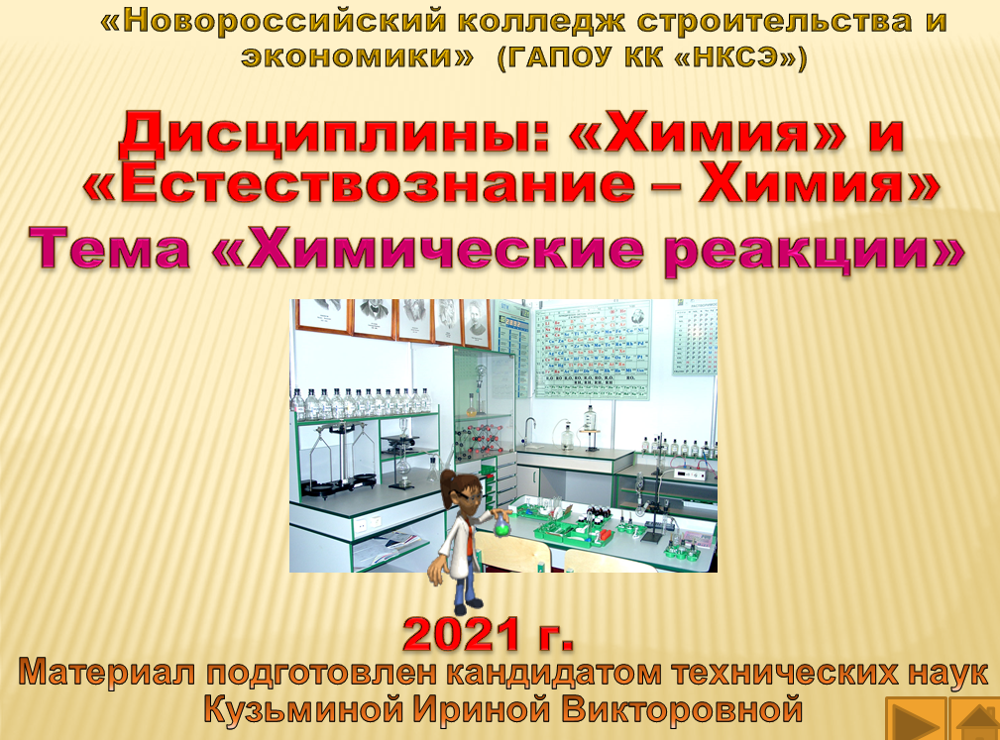 «Новороссийский колледж строительства и
экономики» (ГАПОУ КК «НКСЭ»)
Дисциплины: «Химия» и
«Естествознание – Химия»
Тема «Химические реакции»
2021 г.
Материал подготовлен кандидатом технических наук
Кузьминой Ириной Викторовной